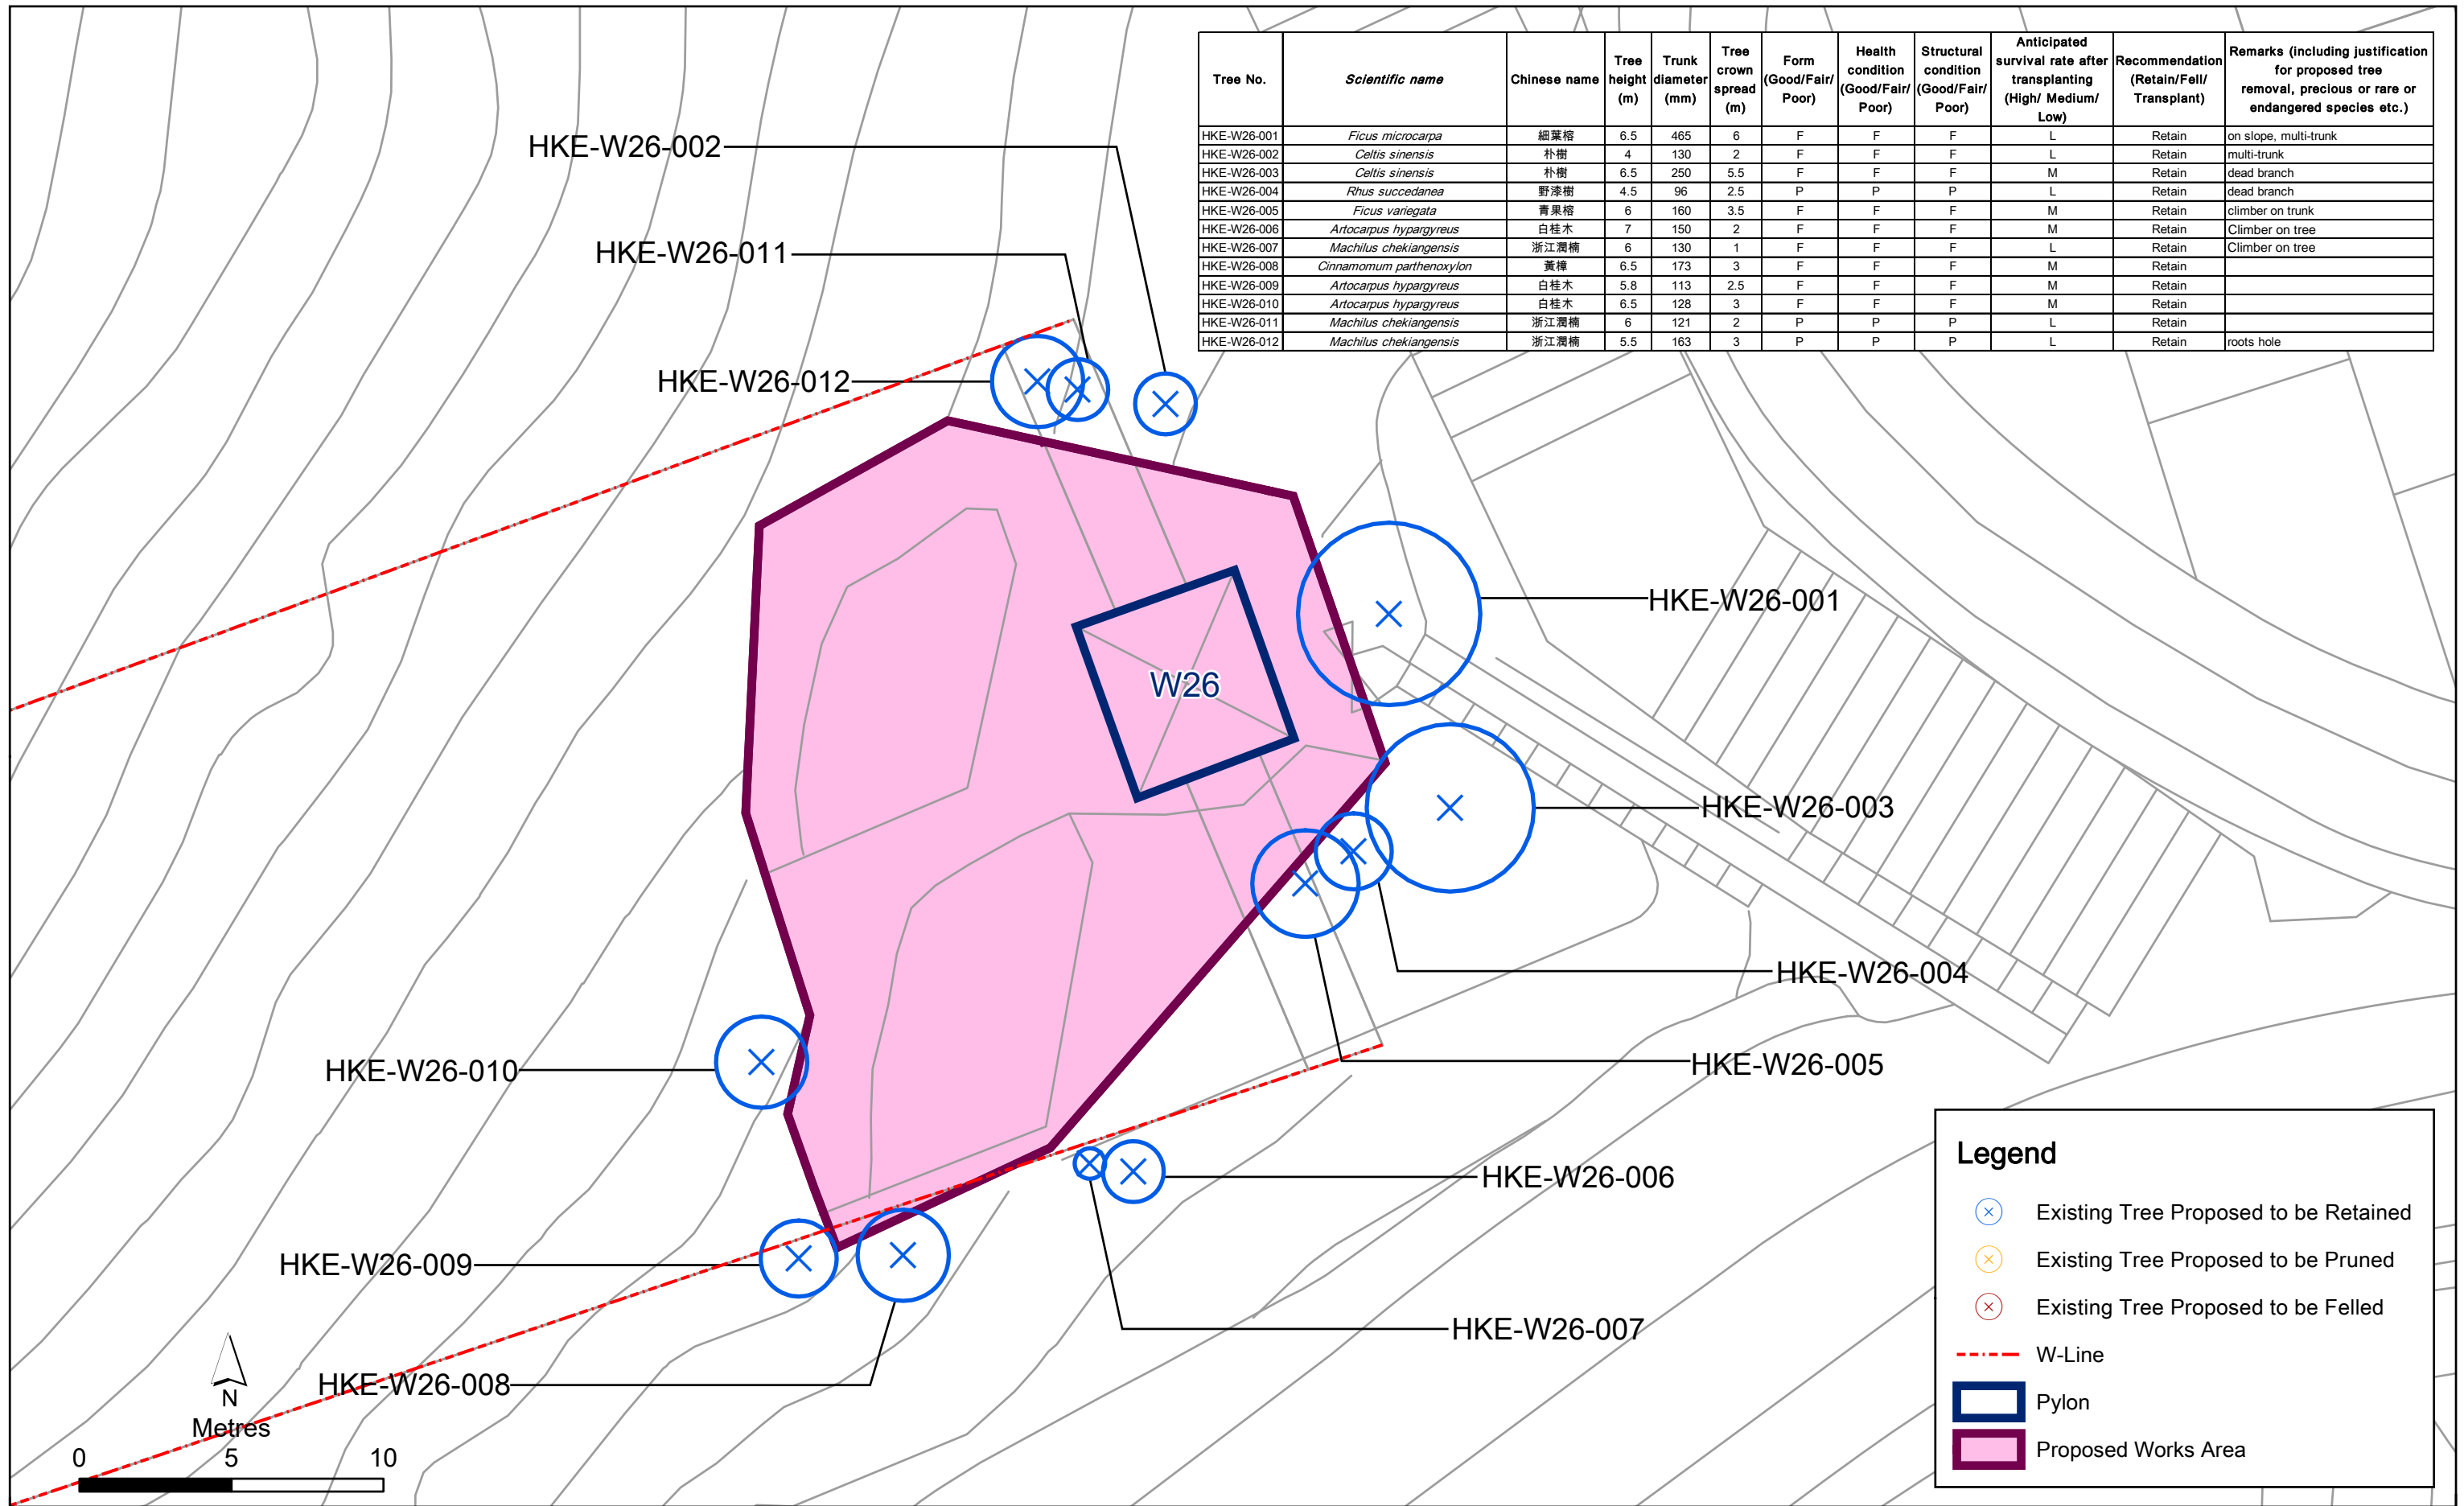 Tree No. Scientific name Chinese name Tree height (m) Trunk diameter (mm) Tree crown spread (m) Form (Good/Fair/ Poor) Health condition (Good/Fair/ Poor) Structural condition (Good/Fair/ Poor) Anticipated survival rate after transplanting (High/ Medium/ Low) Recommendation (Retain/Fell/ Transplant) Remarks (including justification for proposed tree removal, precious or rare or endangered species etc.)
HKE-W26-001 Ficus microcarpa 細葉榕 6.5 465 6 F F F L Retain on slope, multi-trunk
HKE-W26-002 Celtis sinensis 朴樹 4 130 2 F F F L Retain multi-trunk
HKE-W26-003 Celtis sinensis 朴樹 6.5 250 5.5 F F F M Retain dead branch
HKE-W26-004 Rhus succedanea 野漆樹 4.5 96 2.5 P P P L Retain dead branch
HKE-W26-005 Ficus variegata 青果榕 6 160 3.5 F F F M Retain climber on trunk
HKE-W26-006 Artocarpus hypargyreus 白桂木 7 150 2 F F F M Retain Climber on tree
HKE-W26-007 Machilus chekiangensis 浙江潤楠 6 130 1 F F F L Retain Climber on tree
HKE-W26-008 Cinnamomum parthenoxylon 黃樟 6.5 173 3 F F F M Retain
HKE-W26-009 Artocarpus hypargyreus 白桂木 5.8 113 2.5 F F F M Retain
HKE-W26-010 Artocarpus hypargyreus 白桂木 6.5 128 3 F F F M Retain
HKE-W26-011 Machilus chekiangensis 浙江潤楠 6 121 2 P P P L Retain
HKE-W26-012 Machilus chekiangensis 浙江潤楠 5.5 163 3 P P P L Retain roots hole
HKE-W26-002
HKE-W26-011
HKE-W26-012
HKE-W26-001
W26
HKE-W26-003
HKE-W26-004
HKE-W26-005
HKE-W26-010
HKE-W26-006
HKE-W26-009
HKE-W26-007
HKE-W26-008
N
Metres
0 5 10
Legend
Existing Tree Proposed to be Retained
Existing Tree Proposed to be Pruned
Existing Tree Proposed to be Felled
W-Line
Pylon
Proposed Works Area